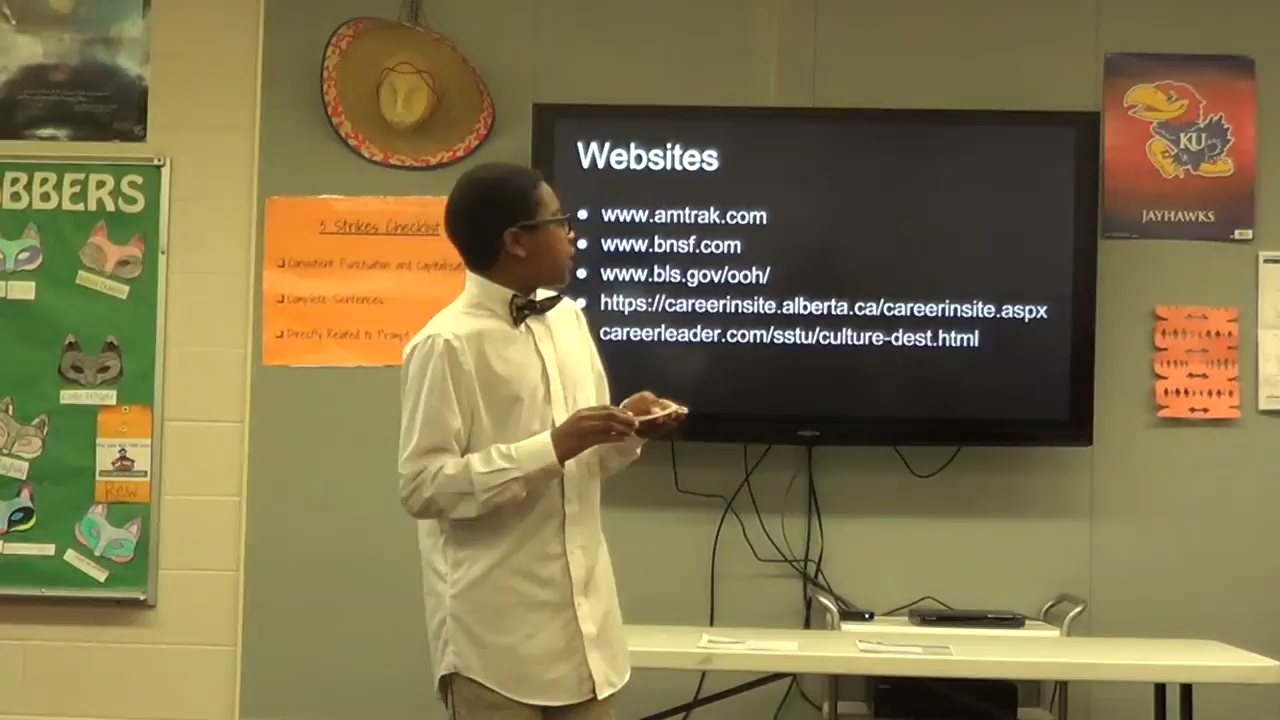 BBERS
3 Strikes Checklist
Consistent Punctuation and
Complete Sentences
Directly Related to Prompt
Rew
Websites
www.amtrak.com
www.bnsf.com
www.bls.gov/ooh/
https://careerinsite.alberta.ca/careerinsite.aspx
careerleader.com/sstu/culture-dest.html
KU
JAYHAWKS